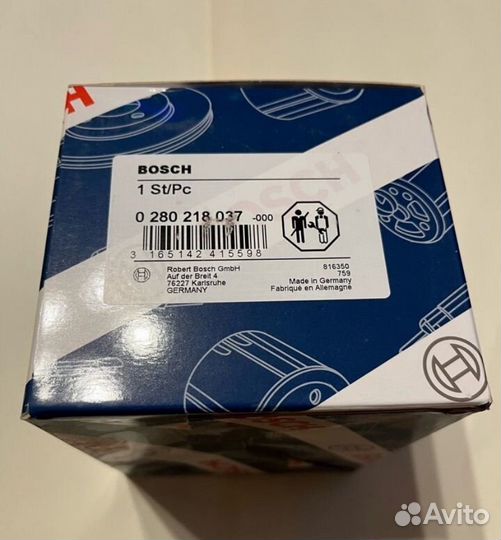 BOSCH
1 St/Pc
0 280 218 037 -000
3 165142 415598
Robert Bosch GmbH
Auf der Breit 4
76227 Karlsruhe
GERMANY
816350
759
Made in Germany
Fabriqué en Allemagne
BOSCH
Avito